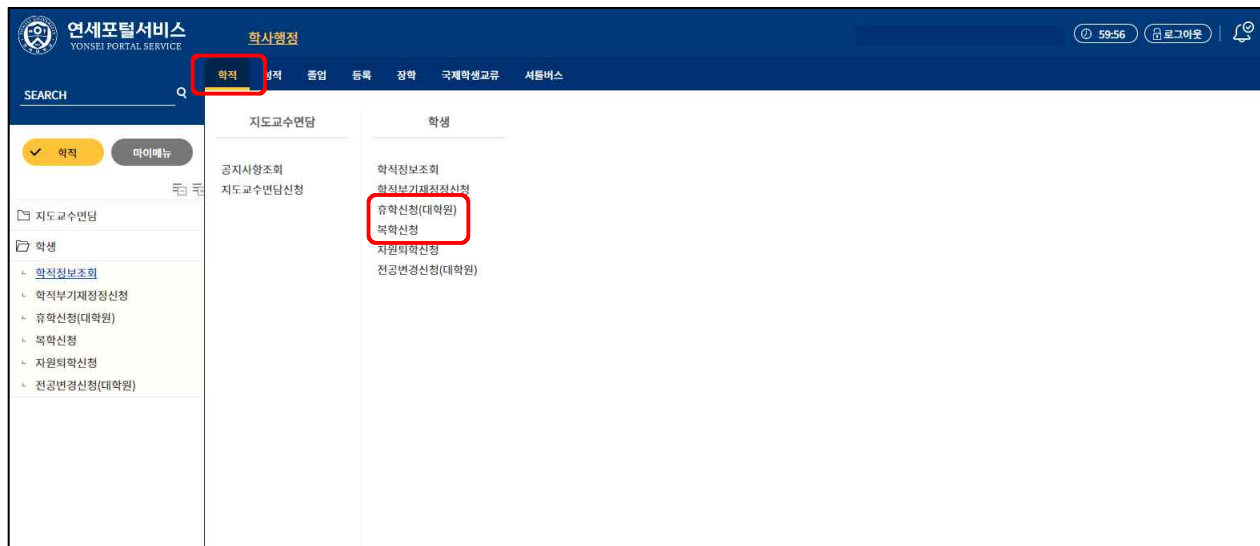 연세포털서비스
YONSEI PORTAL SERVICE
학사행정
59:56
로그아웃
학적 성적 졸업 등록 장학 국제학생교류 셔틀버스
SEARCH
지도교수면담
학생
학적
마이메뉴
공지사항조회
지도교수면담신청
학적정보조회
학적부기재정정신청
휴학신청(대학원)
복학신청
자원퇴학신청
전공변경신청(대학원)
지도교수면담
학생
학적정보조회
학적부기재정정신청
휴학신청(대학원)
복학신청
자원퇴학신청
전공변경신청(대학원)